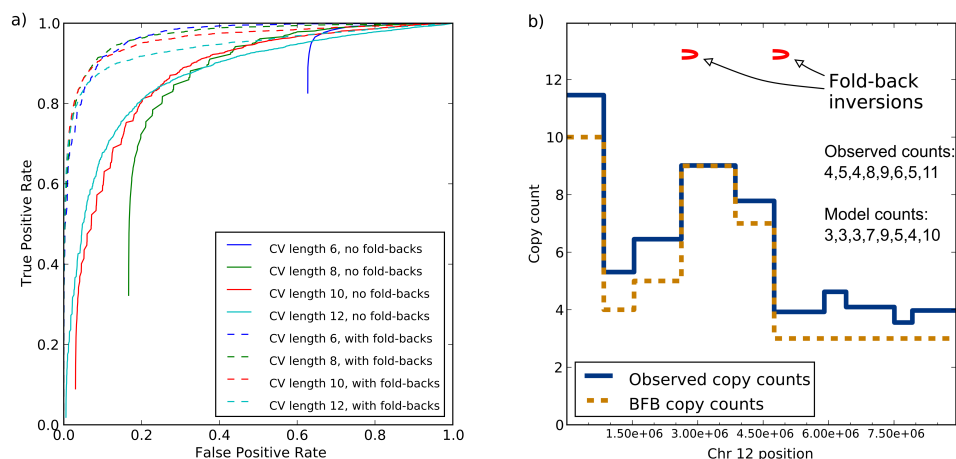 a)
1.0
0.8
0.6
0.4
0.2
0.0
True Positive Rate
0.0
0.2
0.4
0.6
0.8
1.0
False Positive Rate
CV length 6, no fold-backs
CV length 8, no fold-backs
CV length 10, no fold-backs
CV length 12, no fold-backs
CV length 6, with fold-backs
CV length 8, with fold-backs
CV length 10, with fold-backs
CV length 12, with fold-backs
b)
12
10
8
6
4
2
0
Copy count
Fold-back
inversions
Observed counts:
4,5,4,8,9,6,5,11
Model counts:
3,3,3,7,9,5,4,10
Observed copy counts
BFB copy counts
1.50e+06
3.00e+06
4.50e+06
6.00e+06
7.50e+06
Chr 12 position